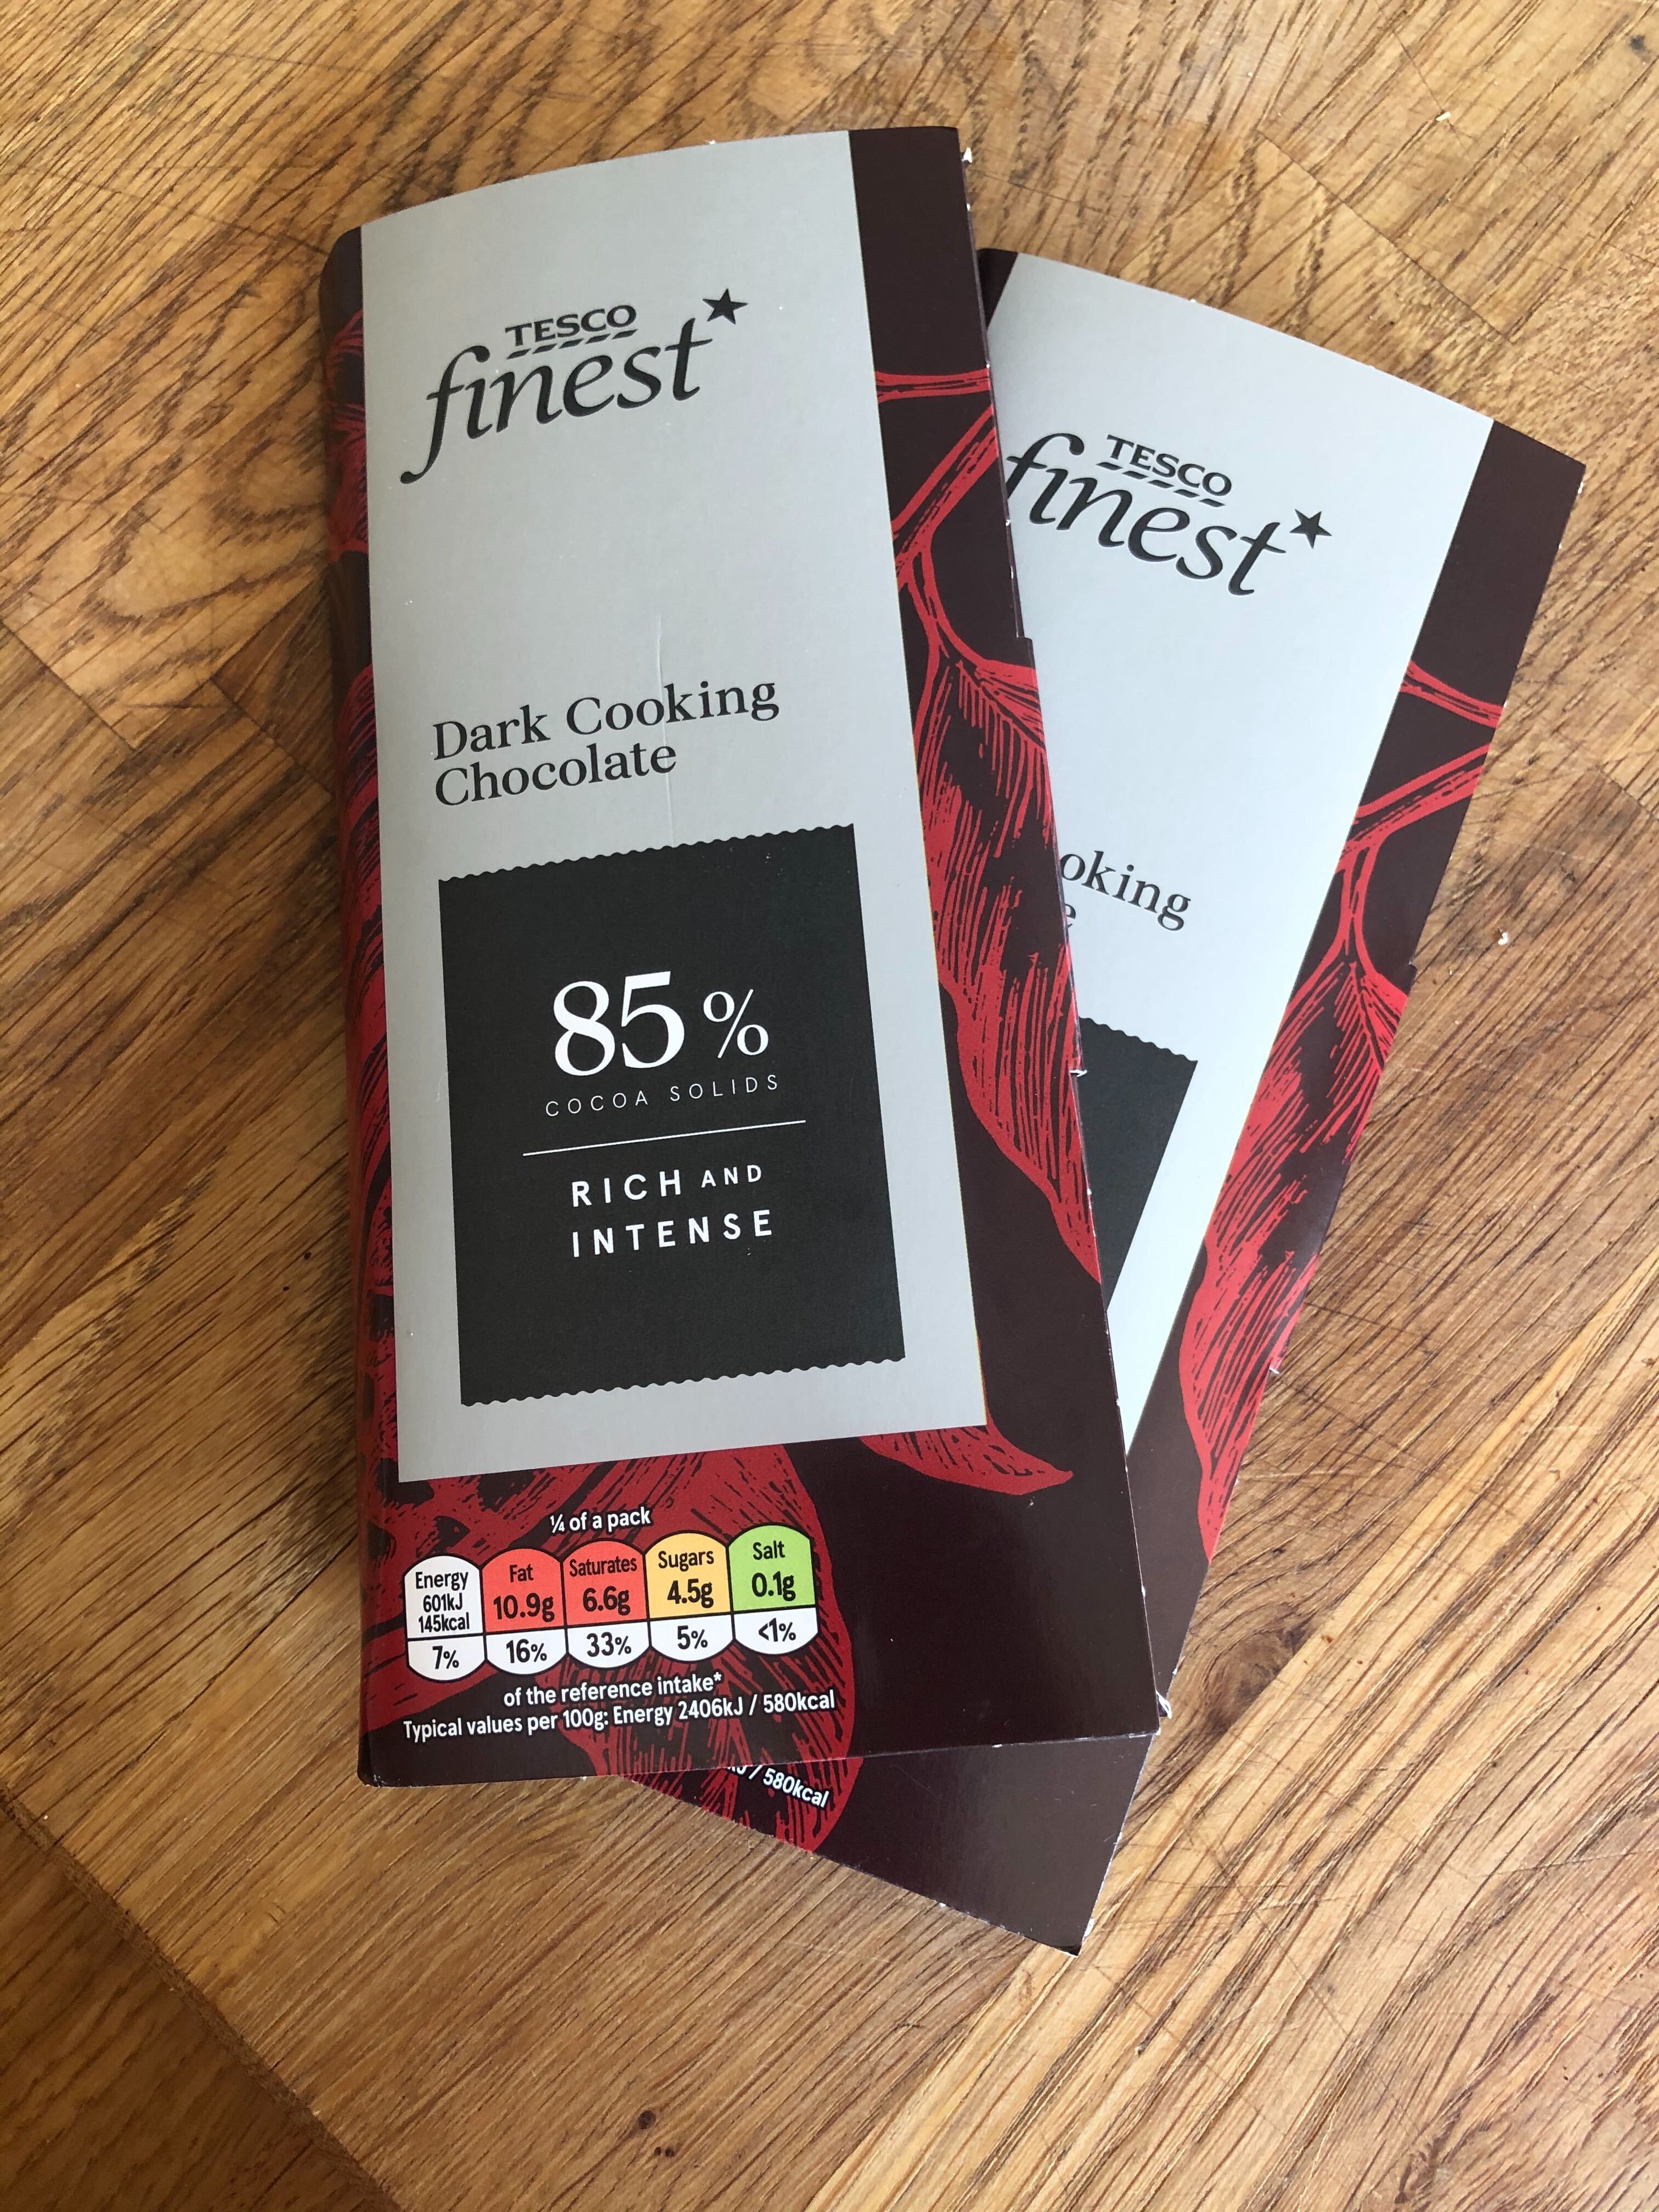 TESCO
finest*
Dark Cooking
Chocolate
85%
COCOA SOLIDS
RICH AND
INTENSE
¼ of a pack
Energy
601kJ
145kcal
7%
Fat
10.9g
16%
Saturates
6.6g
33%
Sugars
4.5g
5%
Salt
0.1g
<1%
of the reference intake*
Typical values per 100g: Energy 2406kJ / 580kcal
TESCO
finest*
oking
e
kJ / 580kcal